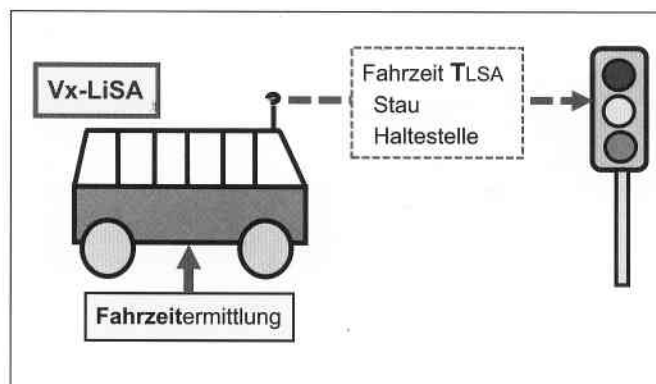 Vx-LiSA
Fahrzeit TLSA
Stau
Haltestelle
Fahrzeitermittlung